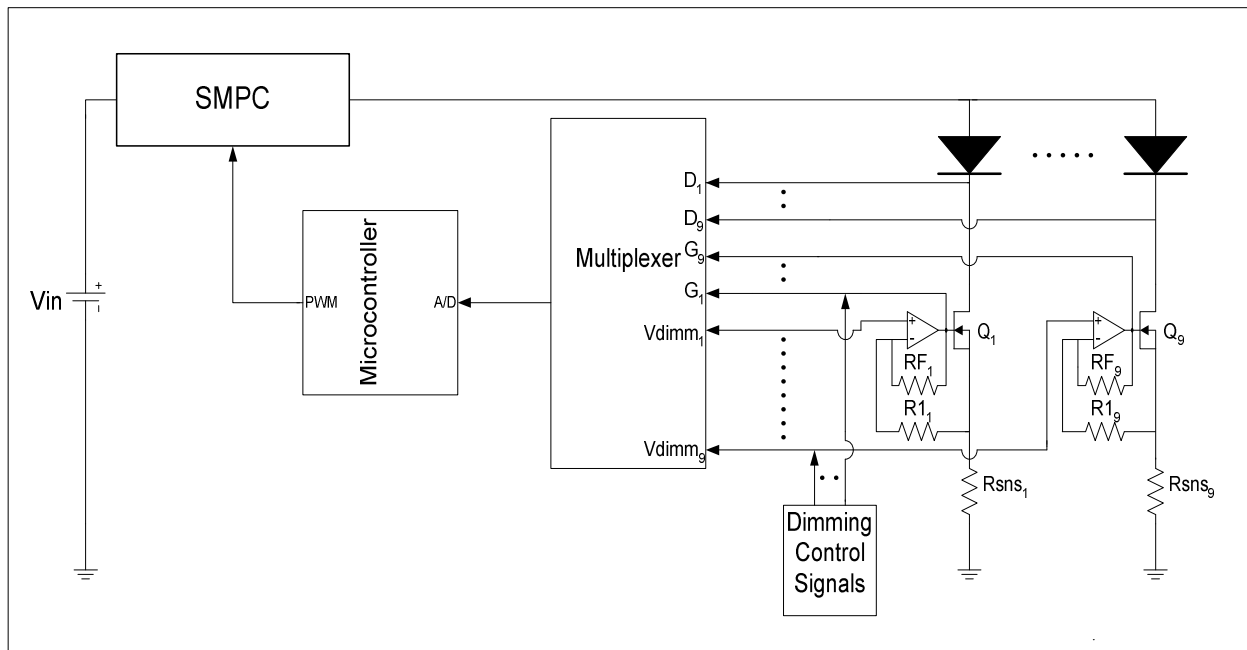 SMPC
Vin
+
-
Microcontroller
PWM
A/D
Multiplexer
D1
D9
G9
G1
Vdimm1
Vdimm9
Dimming
Control
Signals
+
-
Q1
RF1
R11
Rsns1
+
-
Q9
RF9
R19
Rsns9